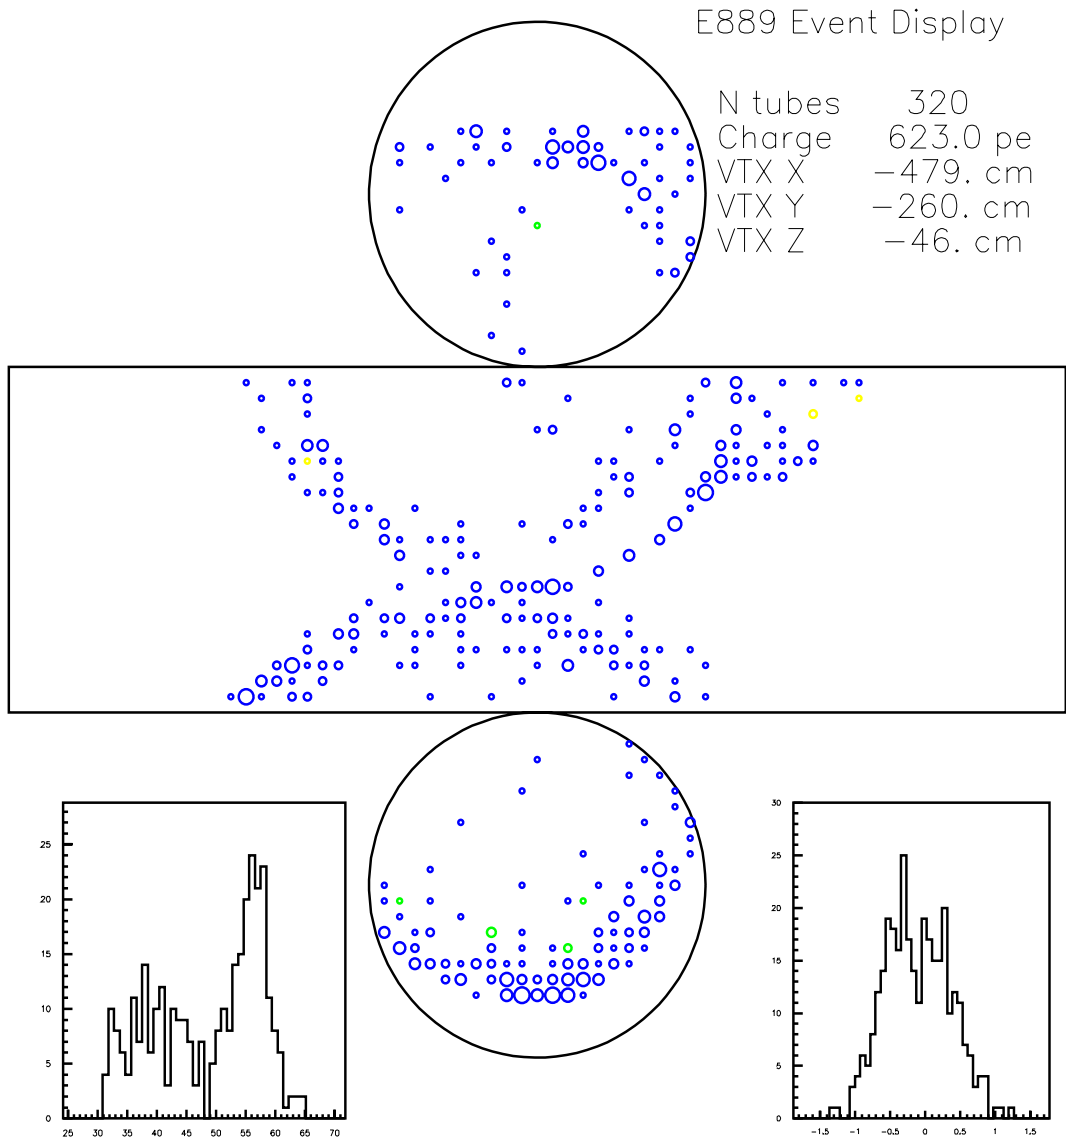 E889 Event Display
N tubes 320
Charge 623.0 pe
VTX X −479. cm
VTX Y −260. cm
VTX Z −46. cm
25
20
15
10
5
0
25 30 35 40 45 50 55 60 65 70
30
25
20
15
10
5
0
−1.5 −1 −0.5 0 0.5 1 1.5